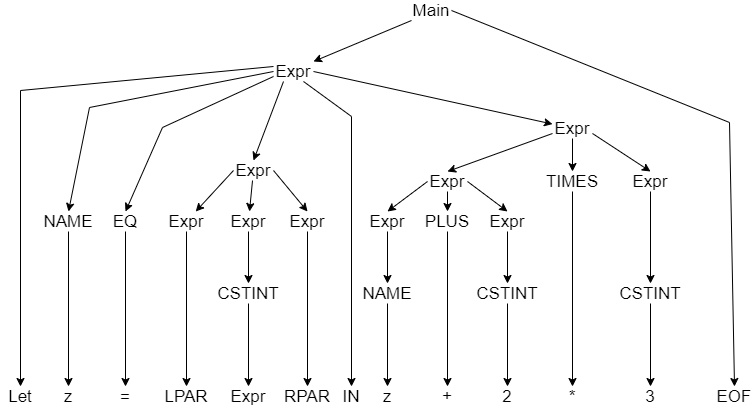 Main
Expr
Expr
Expr
Expr TIMES Expr
NAME EQ Expr Expr Expr Expr PLUS Expr
CSTINT NAME CSTINT CSTINT
Let z = LPAR Expr RPAR IN z + 2 * 3 EOF